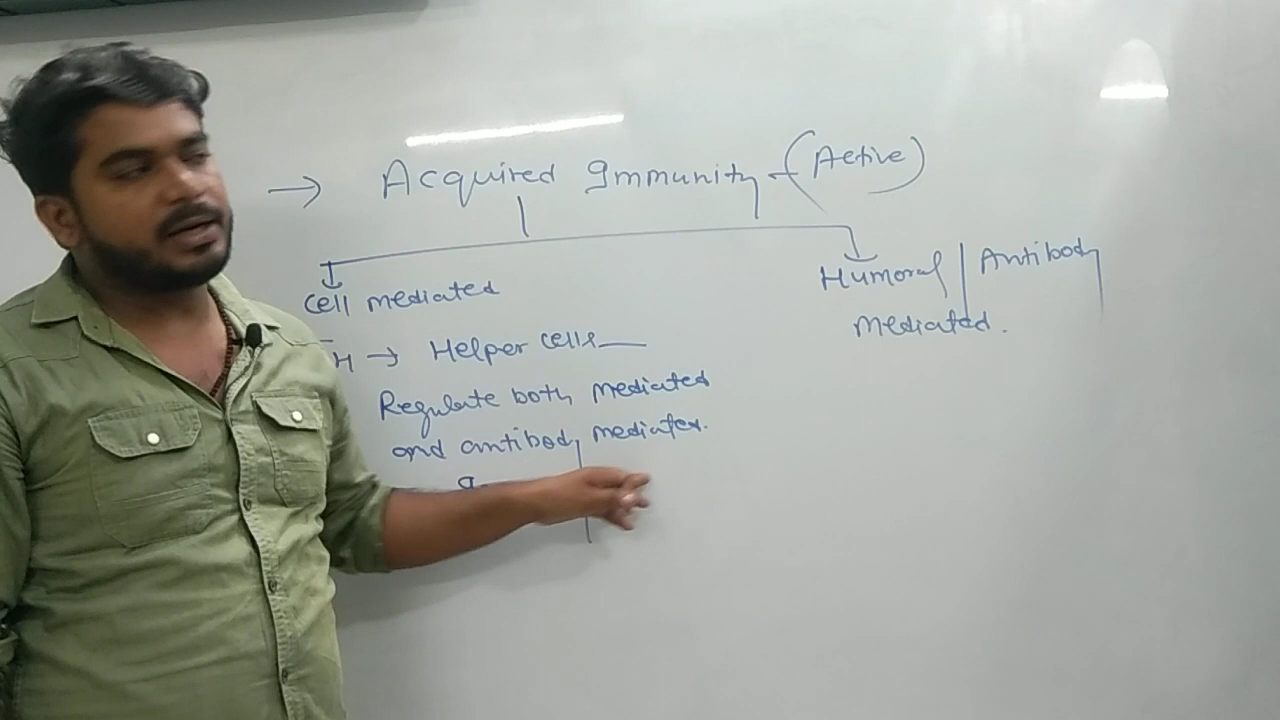 → Acquired Immunity - (Active)
Cell mediated
Humoral | Antibody
mediated.
H → Helper cells
Regulate both mediated
and antibody mediated.